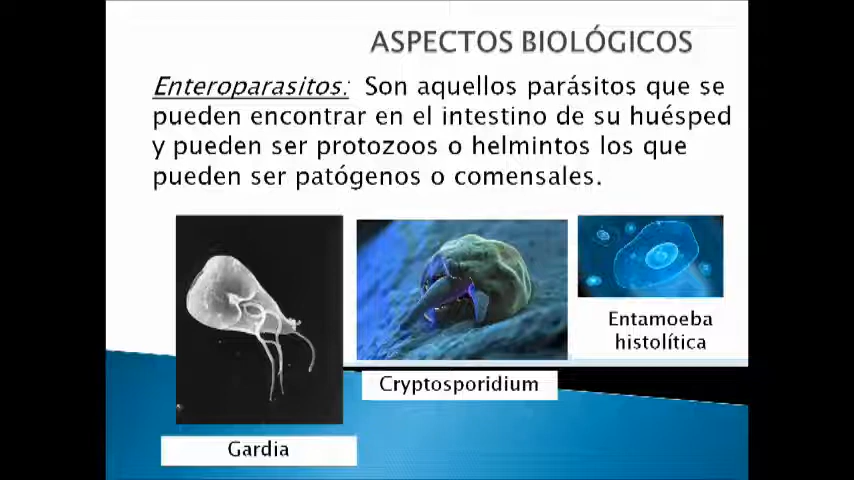 ASPECTOS BIOLÓGICOS
Enteroparasitos: Son aquellos parásitos que se
pueden encontrar en el intestino de su huésped
y pueden ser protozoos o helmintos los que
pueden ser patógenos o comensales.
Entamoeba
histolítica
Cryptosporidium
Gardia